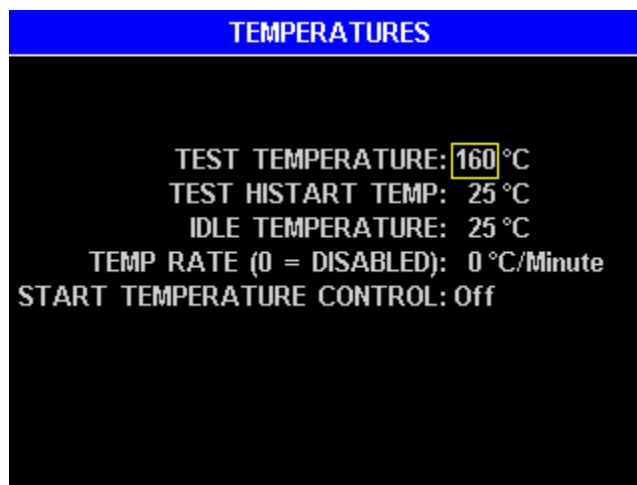 TEMPERATURES
TEST TEMPERATURE: 160 °C
TEST HISTART TEMP: 25 °C
IDLE TEMPERATURE: 25 °C
TEMP RATE (0 = DISABLED): 0 °C/Minute
START TEMPERATURE CONTROL: Off